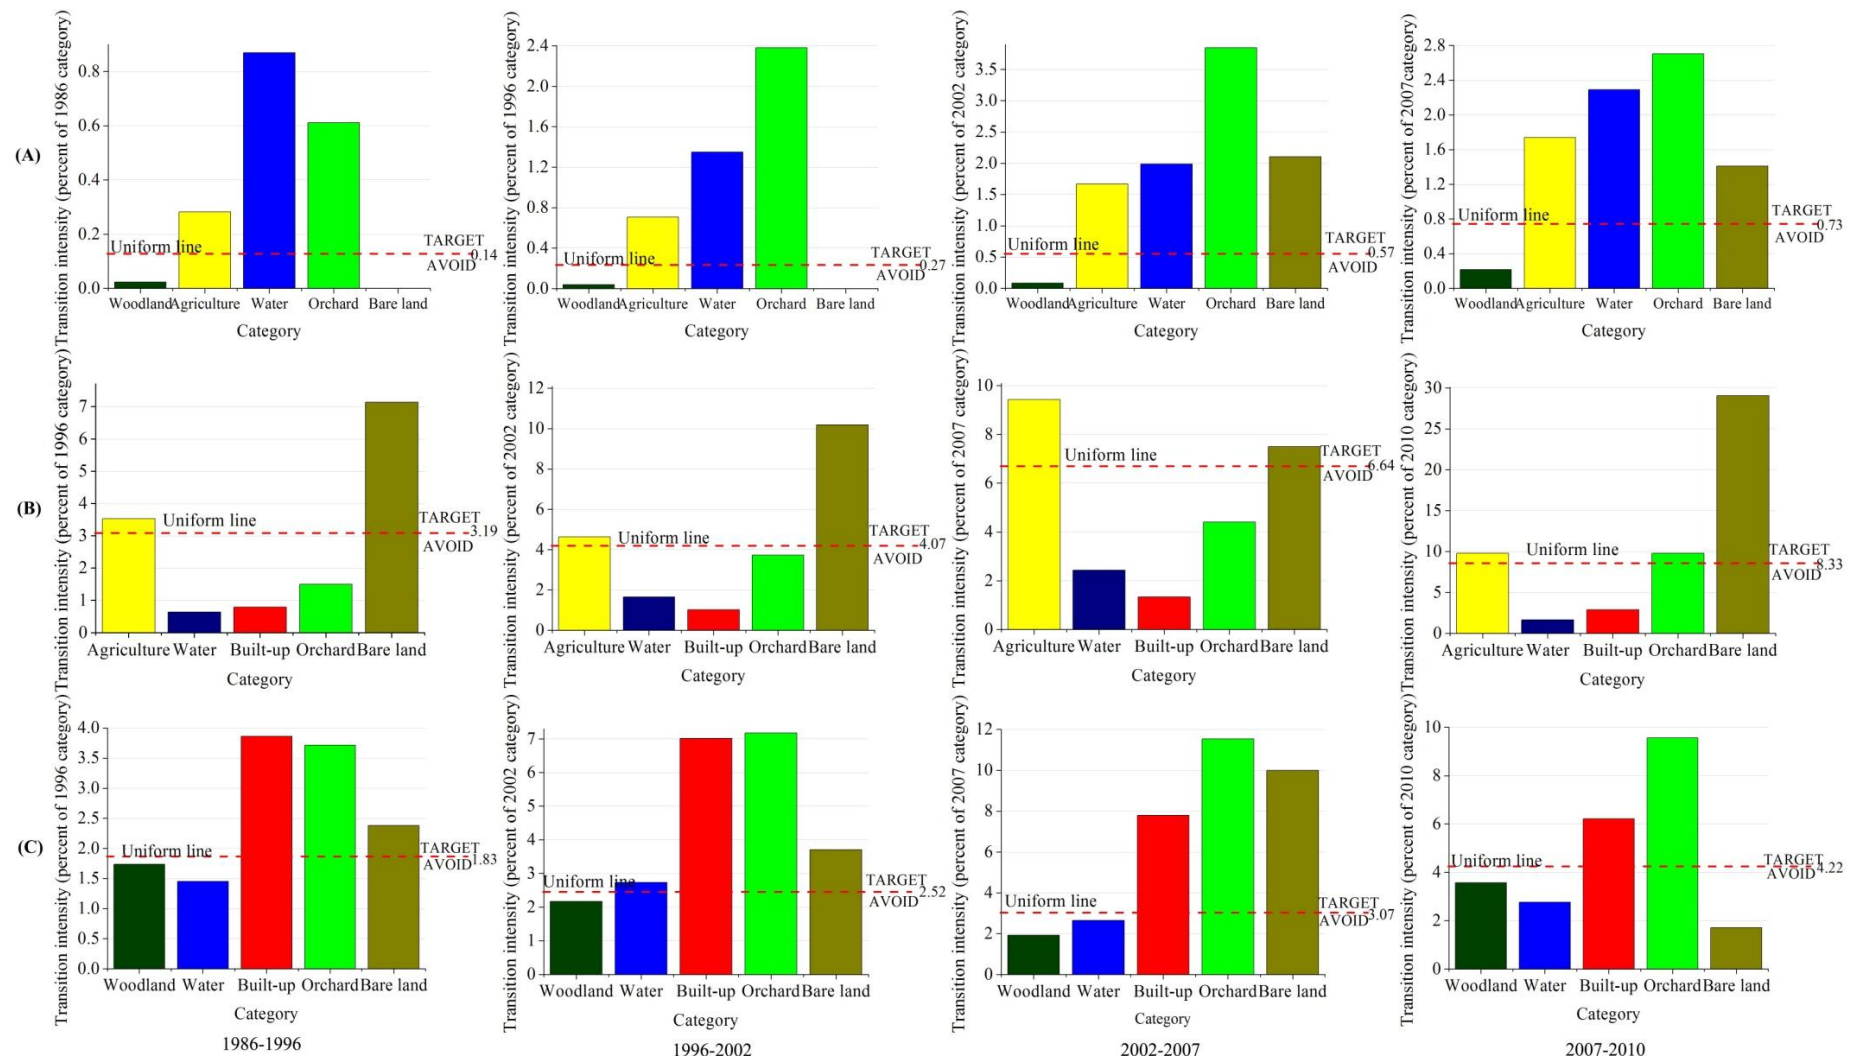 (A)
Transition intensity (percent of 1986 category)
0.8
0.6
0.4
0.2
0.0
Uniform line
TARGET
0.14
AVOID
Woodland Agriculture Water Orchard Bare land
Category
Transition intensity (percent of 1996 category)
2.4
2.0
1.6
1.2
0.8
0.4
0.0
Uniform line
TARGET
0.27
AVOID
Woodland Agriculture Water Orchard Bare land
Category
Transition intensity (percent of 2002 category)
3.5
3.0
2.5
2.0
1.5
1.0
0.5
0.0
Uniform line
TARGET
0.57
AVOID
Woodland Agriculture Water Orchard Bare land
Category
Transition intensity (percent of 2007category)
2.8
2.4
2.0
1.6
1.2
0.8
0.4
0.0
Uniform line
TARGET
0.73
AVOID
Woodland Agriculture Water Orchard Bare land
Category
(B)
Transition intensity (percent of 1996 category)
7
6
5
4
3
2
1
0
Uniform line
TARGET
3.19
AVOID
Agriculture Water Built-up Orchard Bare land
Category
Transition intensity (percent of 2002 category)
12
10
8
6
4
2
0
Uniform line
TARGET
4.07
AVOID
Agriculture Water Built-up Orchard Bare land
Category
Transition intensity (percent of 2007 category)
10
8
6
4
2
0
Uniform line
TARGET
6.64
AVOID
Agriculture Water Built-up Orchard Bare land
Category
Transition intensity (percent of 2010 category)
30
25
20
15
10
5
0
Uniform line
TARGET
8.33
AVOID
Agriculture Water Built-up Orchard Bare land
Category
(C)
Transition intensity (percent of 1996 category)
4.0
3.5
3.0
2.5
2.0
1.5
1.0
0.5
0.0
Uniform line
TARGET
1.83
AVOID
Woodland Water Built-up Orchard Bare land
Category
1986-1996
Transition intensity (percent of 2002 category)
7
6
5
4
3
2
1
0
Uniform line
TARGET
2.52
AVOID
Woodland Water Built-up Orchard Bare land
Category
1996-2002
Transition intensity (percent of 2007 category)
12
10
8
6
4
2
0
Uniform line
TARGET
3.07
AVOID
Woodland Water Built-up Orchard Bare land
Category
2002-2007
Transition intensity (percent of 2010 category)
10
8
6
4
2
0
Uniform line
TARGET
4.22
AVOID
Woodland Water Built-up Orchard Bare land
Category
2007-2010